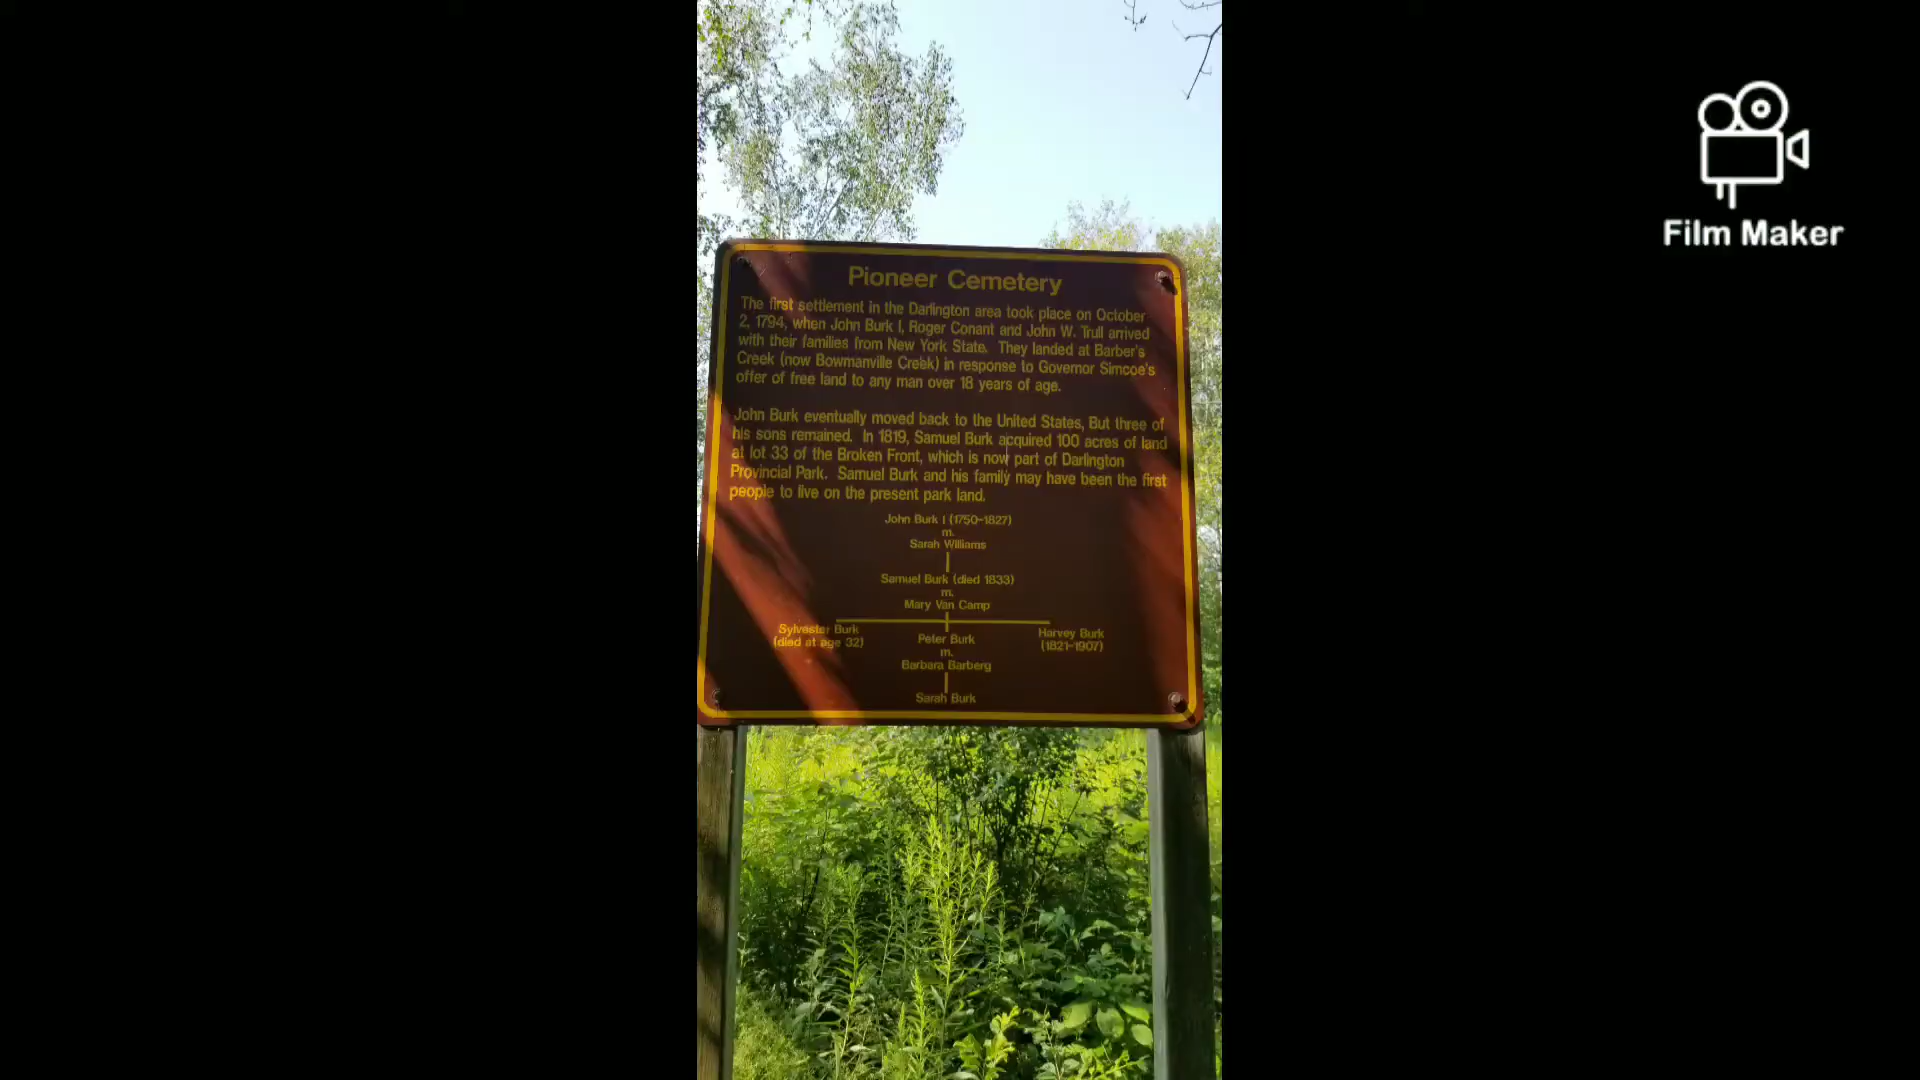 Pioneer Cemetery
The first settlement in the Darlington area took place on October
2, 1794, when John Burk I, Roger Conant and John W. Trull arrived
with their families from New York State. They landed at Barber's
Creek (now Bowmanville Creek) in response to Governor Simcoe's
offer of free land to any man over 18 years of age.
John Burk eventually moved back to the United States, But three of
his sons remained. In 1819, Samuel Burk acquired 100 acres of land
at lot 33 of the Broken Front, which is now part of Darlington
Provincial Park. Samuel Burk and his family may have been the first
people to live on the present park land.
John Burk I (1750-1827)
m.
Sarah Williams
Samuel Burk (died 1833)
m.
Mary Van Camp
Sylvester Burk
(died at age 32)
Peter Burk
m.
Barbara Barberg
Sarah Burk
Harvey Burk
(1821-1907)
Film Maker